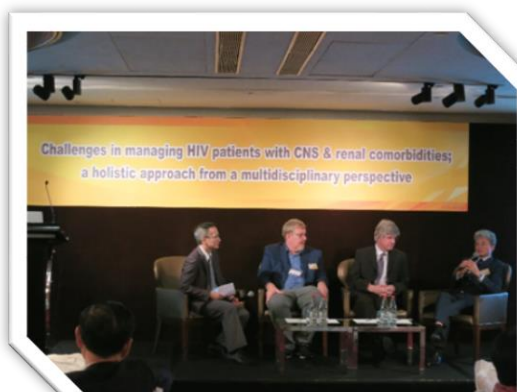 Challenges in managing HIV patients with CNS & renal comorbidities;
a holistic approach from a multidisciplinary perspective